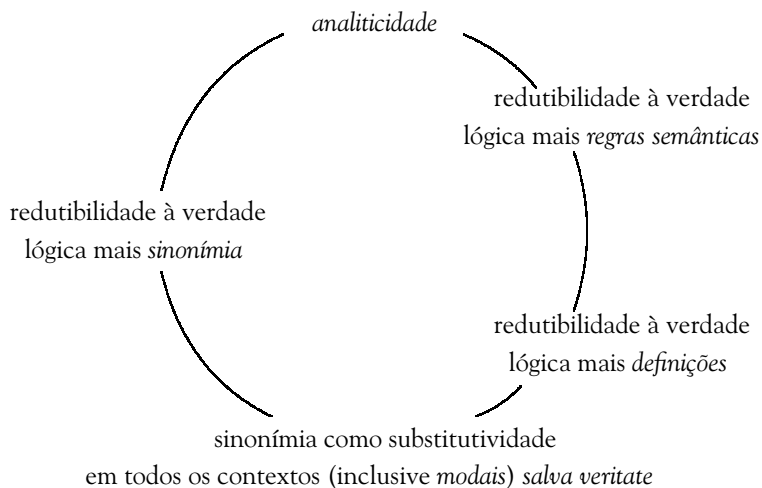 analiticidade
redutibilidade à verdade
lógica mais regras semânticas
redutibilidade à verdade
lógica mais sinonímia
redutibilidade à verdade
lógica mais definições
sinonímia como substitutividade
em todos os contextos (inclusive modais) salva veritate